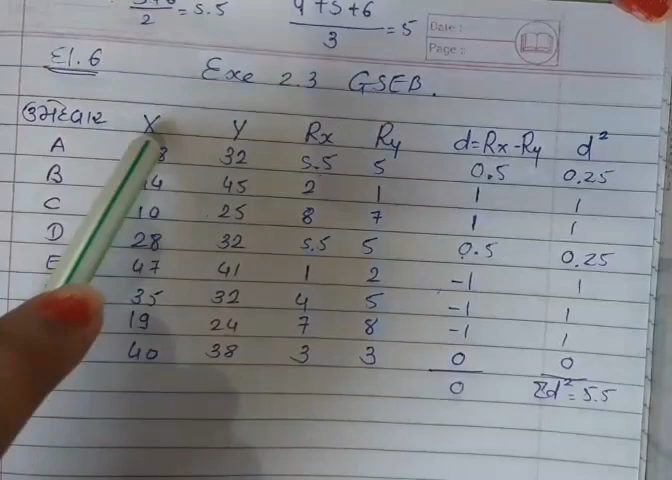 2 = 5.5
4+5+6
3 = 5
Date :
Page :
દા.6 Exe 2.3 GSEB.
ઉમેદવાર X Y Rx Ry d=Rx-Ry d²
A 8 32 5.5 5 0.5 0.25
B 44 45 2 1 1 1
C 10 25 8 7 1 1
D 28 32 5.5 5 0.5 0.25
E 47 41 1 2 -1 1
35 32 4 5 -1 1
19 24 7 8 -1 1
40 38 3 3 0 0
0 Σd² = 5.5